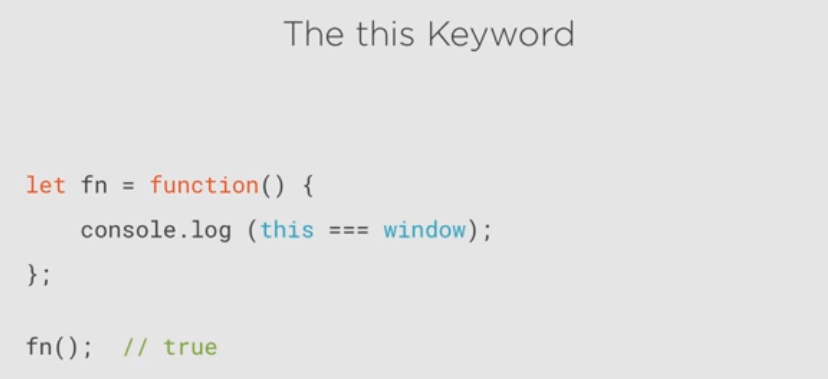 The this Keyword
let fn = function() {
    console.log (this === window);
};
fn();  // true